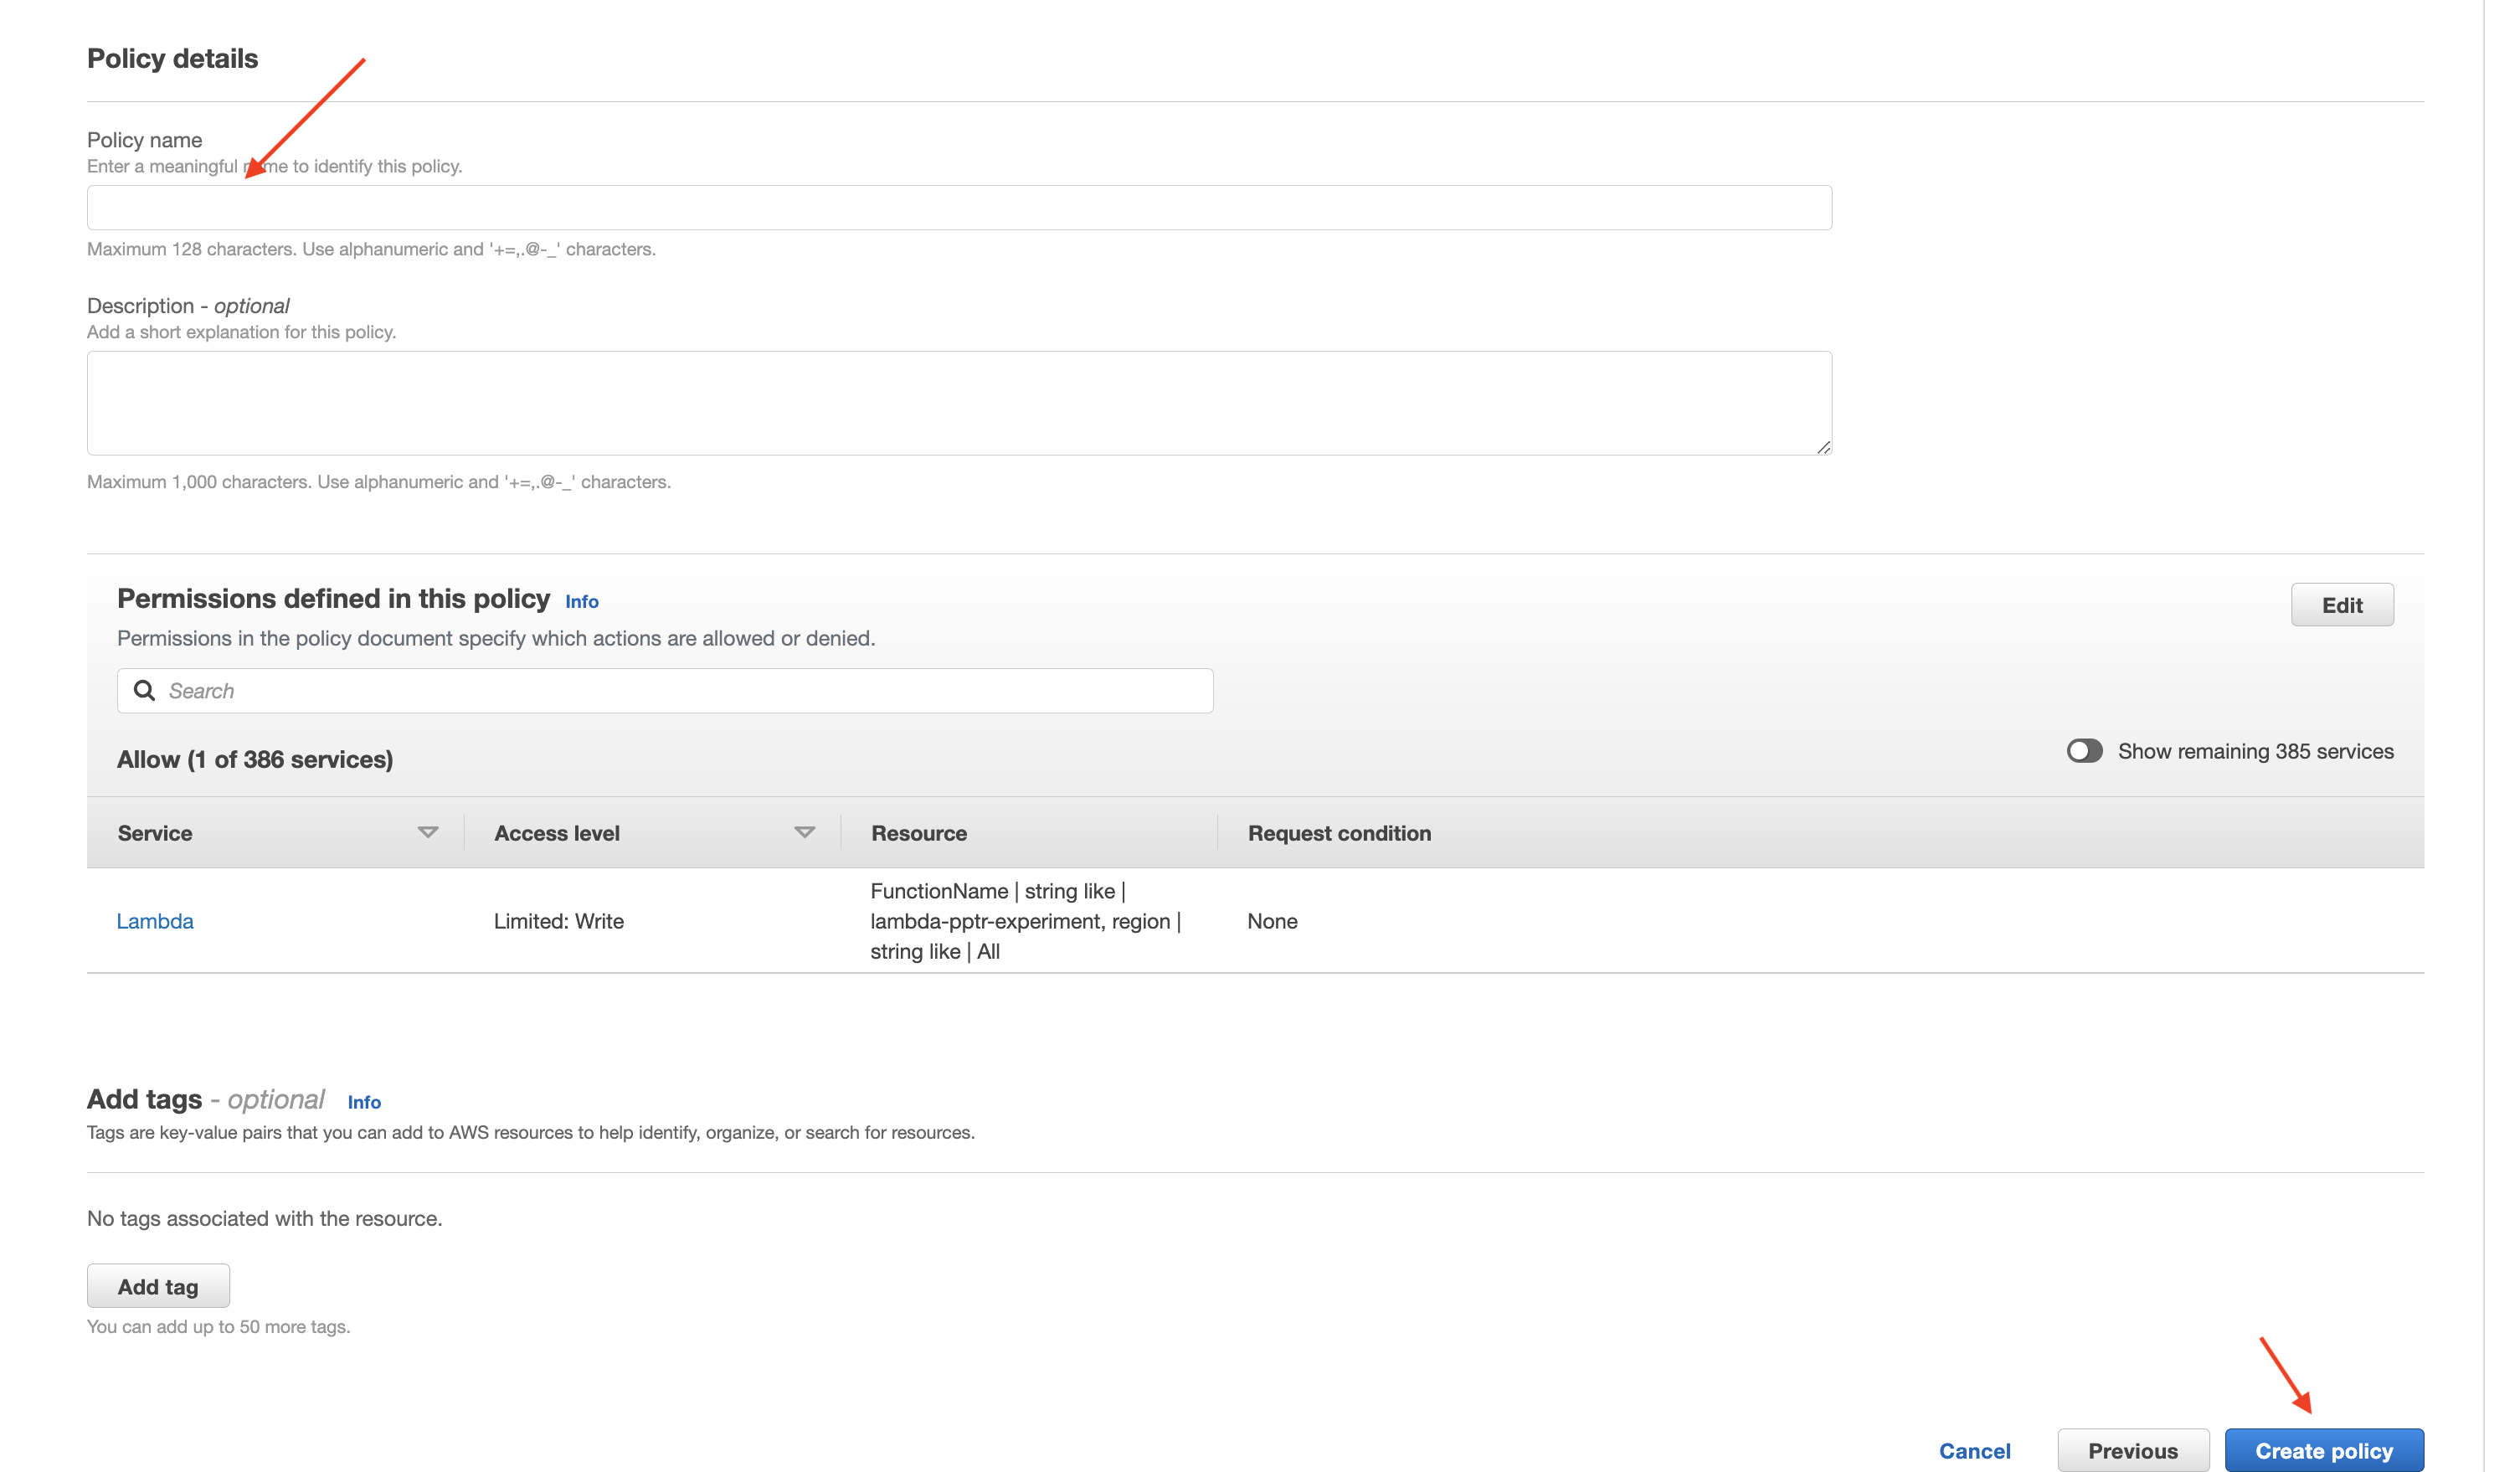 Policy details
Policy name
Enter a meaningful name to identify this policy.
Maximum 128 characters. Use alphanumeric and '+=,.@-_' characters.
Description - optional
Add a short explanation for this policy.
Maximum 1,000 characters. Use alphanumeric and '+=,.@-_' characters.
Permissions defined in this policy Info
Edit
Permissions in the policy document specify which actions are allowed or denied.
Search
Allow (1 of 386 services)
Show remaining 385 services
Service Access level Resource Request condition
Lambda
Limited: Write
FunctionName | string like |
lambda-pptr-experiment, region |
string like | All
None
Add tags - optional Info
Tags are key-value pairs that you can add to AWS resources to help identify, organize, or search for resources.
No tags associated with the resource.
Add tag
You can add up to 50 more tags.
Cancel Previous Create policy